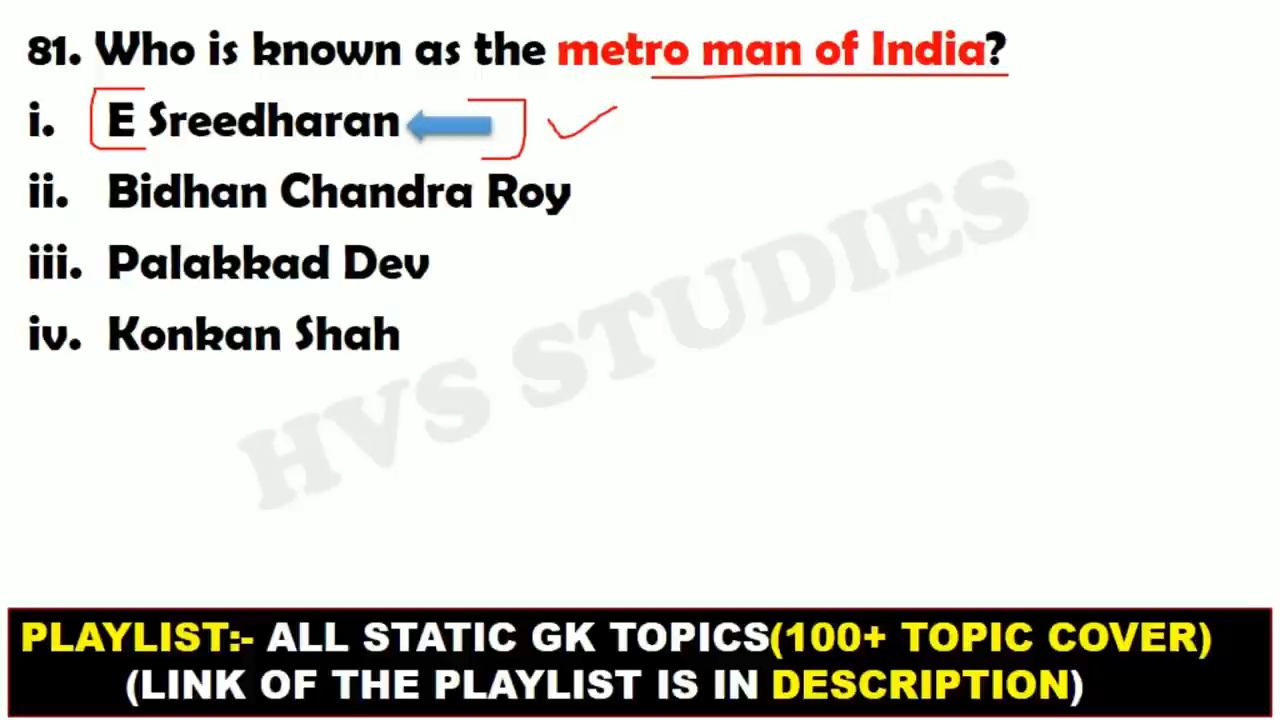 81. Who is known as the metro man of India?
i. E Sreedharan
ii. Bidhan Chandra Roy
iii. Palakkad Dev
iv. Konkan Shah
HVS STUDIES
PLAYLIST:- ALL STATIC GK TOPICS(100+ TOPIC COVER)
(LINK OF THE PLAYLIST IS IN DESCRIPTION)